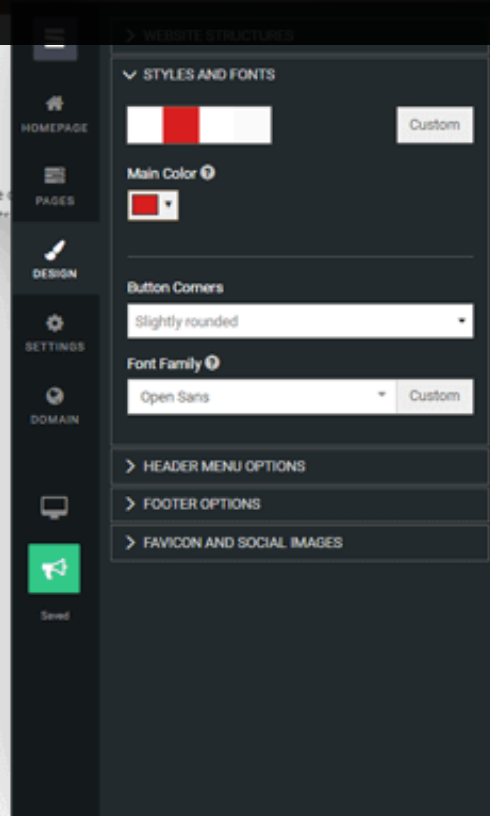 WEBSITE STRUCTURES
STYLES AND FONTS
Custom
HOMEPAGE
Main Color
PAGES
DESIGN
Button Corners
Slightly rounded
SETTINGS
Font Family
Open Sans
Custom
DOMAIN
HEADER MENU OPTIONS
FOOTER OPTIONS
FAVICON AND SOCIAL IMAGES
Saved